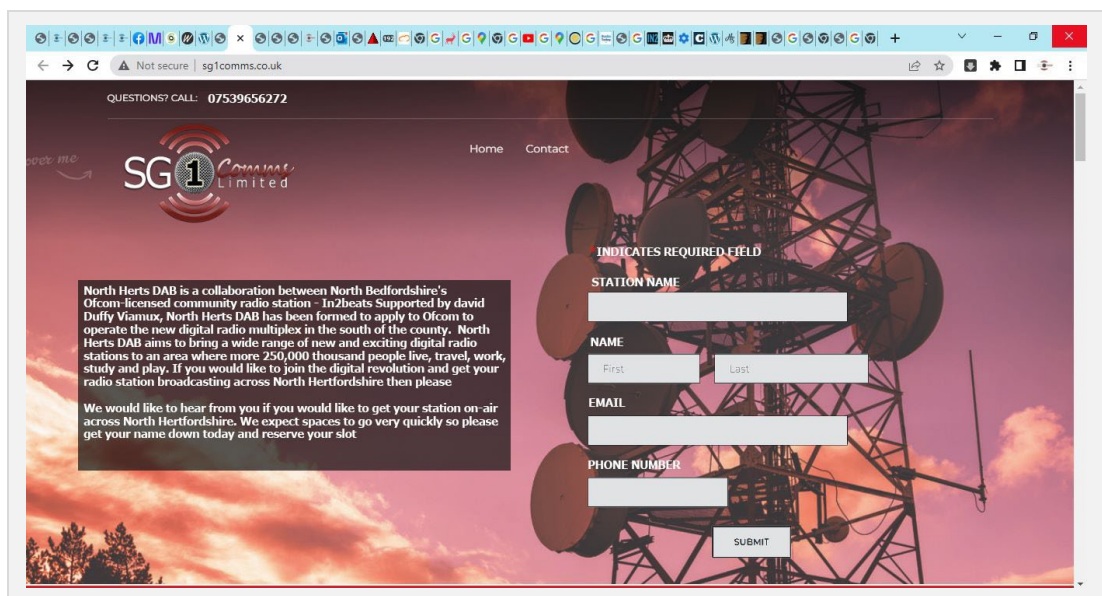 Not secure
sg1comms.co.uk
QUESTIONS? CALL: 07539656272
over me
SG1 Comms
Limited
Home Contact
*INDICATES REQUIRED FIELD
STATION NAME
NAME
First Last
EMAIL
PHONE NUMBER
SUBMIT
North Herts DAB is a collaboration between North Bedfordshire's
Ofcom-licensed community radio station - In2beats Supported by david
Duffy Viamux, North Herts DAB has been formed to apply to Ofcom to
operate the new digital radio multiplex in the south of the county. North
Herts DAB aims to bring a wide range of new and exciting digital radio
stations to an area where more 250,000 thousand people live, travel, work,
study and play. If you would like to join the digital revolution and get your
radio station broadcasting across North Hertfordshire then please
We would like to hear from you if you would like to get your station on-air
across North Hertfordshire. We expect spaces to go very quickly so please
get your name down today and reserve your slot